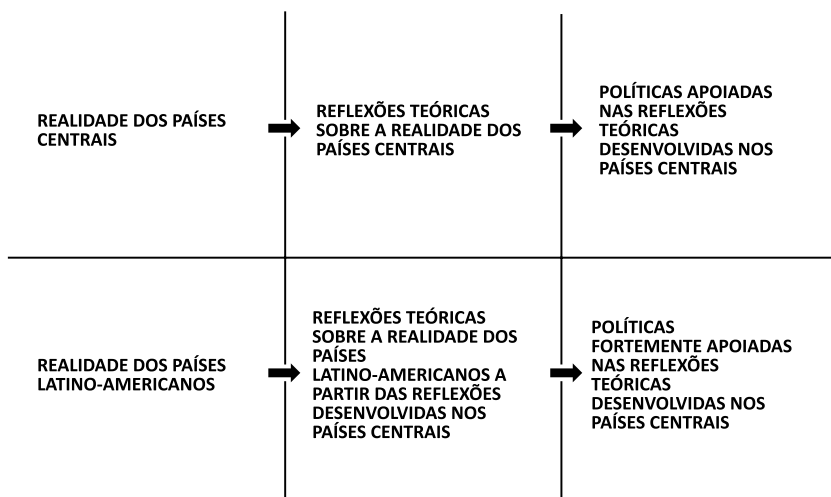 REALIDADE DOS PAÍSES
CENTRAIS
REFLEXÕES TEÓRICAS
SOBRE A REALIDADE DOS
PAÍSES CENTRAIS
POLÍTICAS APOIADAS
NAS REFLEXÕES
TEÓRICAS
DESENVOLVIDAS NOS
PAÍSES CENTRAIS
REALIDADE DOS PAÍSES
LATINO-AMERICANOS
REFLEXÕES TEÓRICAS
SOBRE A REALIDADE DOS
PAÍSES
LATINO-AMERICANOS A
PARTIR DAS REFLEXÕES
DESENVOLVIDAS NOS
PAÍSES CENTRAIS
POLÍTICAS
FORTEMENTE APOIADAS
NAS REFLEXÕES
TEÓRICAS
DESENVOLVIDAS NOS
PAÍSES CENTRAIS